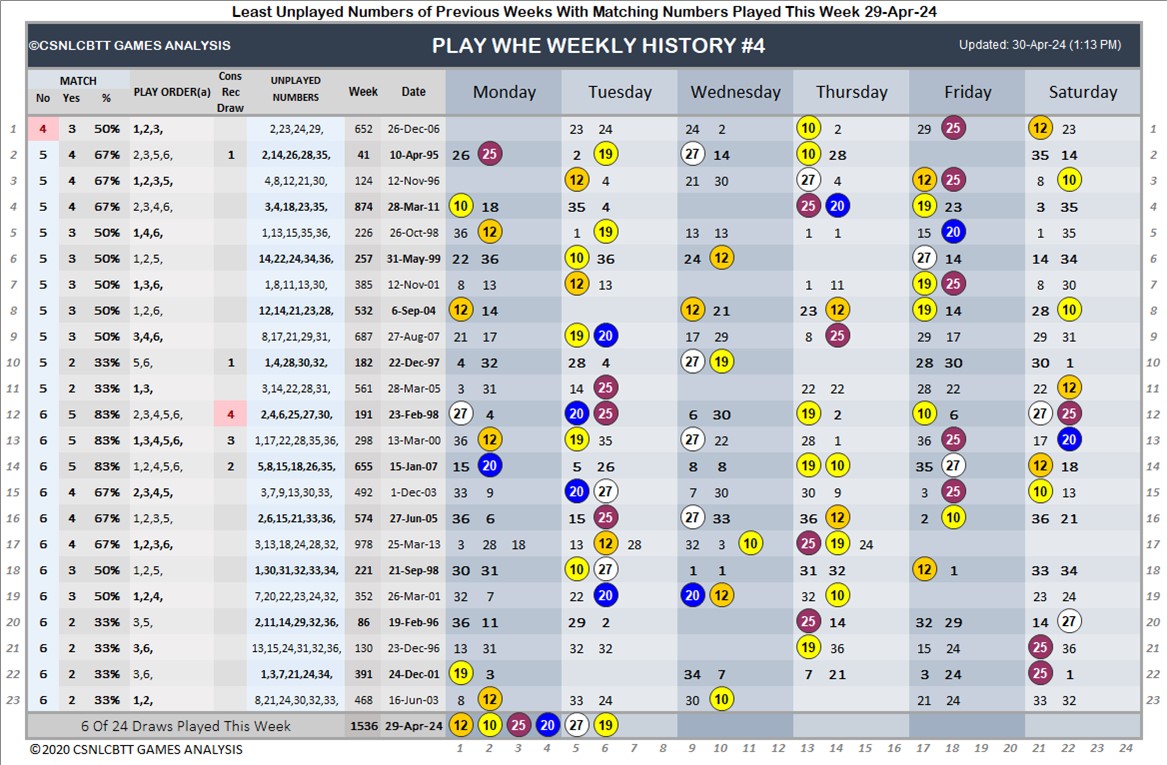 Least Unplayed Numbers of Previous Weeks With Matching Numbers Played This Week 29-Apr-24
©CSNLCBTT GAMES ANALYSIS PLAY WHE WEEKLY HISTORY #4 Updated: 30-Apr-24 (1:13 PM)
MATCH Cons UNPLAYED
No Yes % PLAY ORDER(a) Rec NUMBERS Week Date Monday Tuesday Wednesday Thursday Friday Saturday
Draw
1 4 3 50% 1,2,3, 2,23,24,29, 652 26-Dec-06 23 24 24 2 10 2 29 25 12 23 1
2 5 4 67% 2,3,5,6, 1 2,14,26,28,35, 41 10-Apr-95 26 25 2 19 27 14 10 28 35 14 2
3 5 4 67% 1,2,3,5, 4,8,12,21,30, 124 12-Nov-96 12 4 21 30 27 4 12 25 8 10 3
4 5 4 67% 2,3,4,6, 3,4,18,23,35, 874 28-Mar-11 10 18 35 4 25 20 19 23 3 35 4
5 5 3 50% 1,4,6, 1,13,15,35,36, 226 26-Oct-98 36 12 1 19 13 13 1 1 15 20 1 35 5
6 5 3 50% 1,2,5, 14,22,24,34,36, 257 31-May-99 22 36 10 36 24 12 27 14 14 34 6
7 5 3 50% 1,3,6, 1,8,11,13,30, 385 12-Nov-01 8 13 12 13 1 11 19 25 8 30 7
8 5 3 50% 1,2,6, 12,14,21,23,28, 532 6-Sep-04 12 14 12 21 23 12 19 14 28 10 8
9 5 3 50% 3,4,6, 8,17,21,29,31, 687 27-Aug-07 21 17 19 20 17 29 8 25 29 17 29 31 9
10 5 2 33% 5,6, 1 1,4,28,30,32, 182 22-Dec-97 4 32 28 4 27 19 28 30 30 1 10
11 5 2 33% 1,3, 3,14,22,28,31, 561 28-Mar-05 3 31 14 25 22 22 28 22 22 12 11
12 6 5 83% 2,3,4,5,6, 4 2,4,6,25,27,30, 191 23-Feb-98 27 4 20 25 6 30 19 2 10 6 27 25 12
13 6 5 83% 1,3,4,5,6, 3 1,17,22,28,35,36, 298 13-Mar-00 36 12 19 35 27 22 28 1 36 25 17 20 13
14 6 5 83% 1,2,4,5,6, 2 5,8,15,18,26,35, 655 15-Jan-07 15 20 5 26 8 8 19 10 35 27 12 18 14
15 6 4 67% 2,3,4,5, 3,7,9,13,30,33, 492 1-Dec-03 33 9 20 27 7 30 30 9 3 25 10 13 15
16 6 4 67% 1,2,3,5, 2,6,15,21,33,36, 574 27-Jun-05 36 6 15 25 27 33 36 12 2 10 36 21 16
17 6 4 67% 1,2,3,6, 3,13,18,24,28,32, 978 25-Mar-13 3 28 18 13 12 28 32 3 10 25 19 24 17
18 6 3 50% 1,2,5, 1,30,31,32,33,34, 221 21-Sep-98 30 31 10 27 1 1 31 32 12 1 33 34 18
19 6 3 50% 1,2,4, 7,20,22,23,24,32, 352 26-Mar-01 32 7 22 20 20 12 32 10 23 24 19
20 6 2 33% 3,5, 2,11,14,29,32,36, 86 19-Feb-96 36 11 29 2 25 14 32 29 14 27 20
21 6 2 33% 3,6, 13,15,24,31,32,36, 130 23-Dec-96 13 31 32 32 19 36 15 24 25 36 21
22 6 2 33% 3,6, 1,3,7,21,24,34, 391 24-Dec-01 19 3 34 7 7 21 3 24 25 1 22
23 6 2 33% 1,2, 8,21,24,30,32,33, 468 16-Jun-03 8 12 33 24 30 10 21 24 33 32 23
6 Of 24 Draws Played This Week 1536 29-Apr-24 12 10 25 20 27 19
© 2020 CSNLCBTT GAMES ANALYSIS 1 2 3 4 5 6 7 8 9 10 11 12 13 14 15 16 17 18 19 20 21 22 23 24